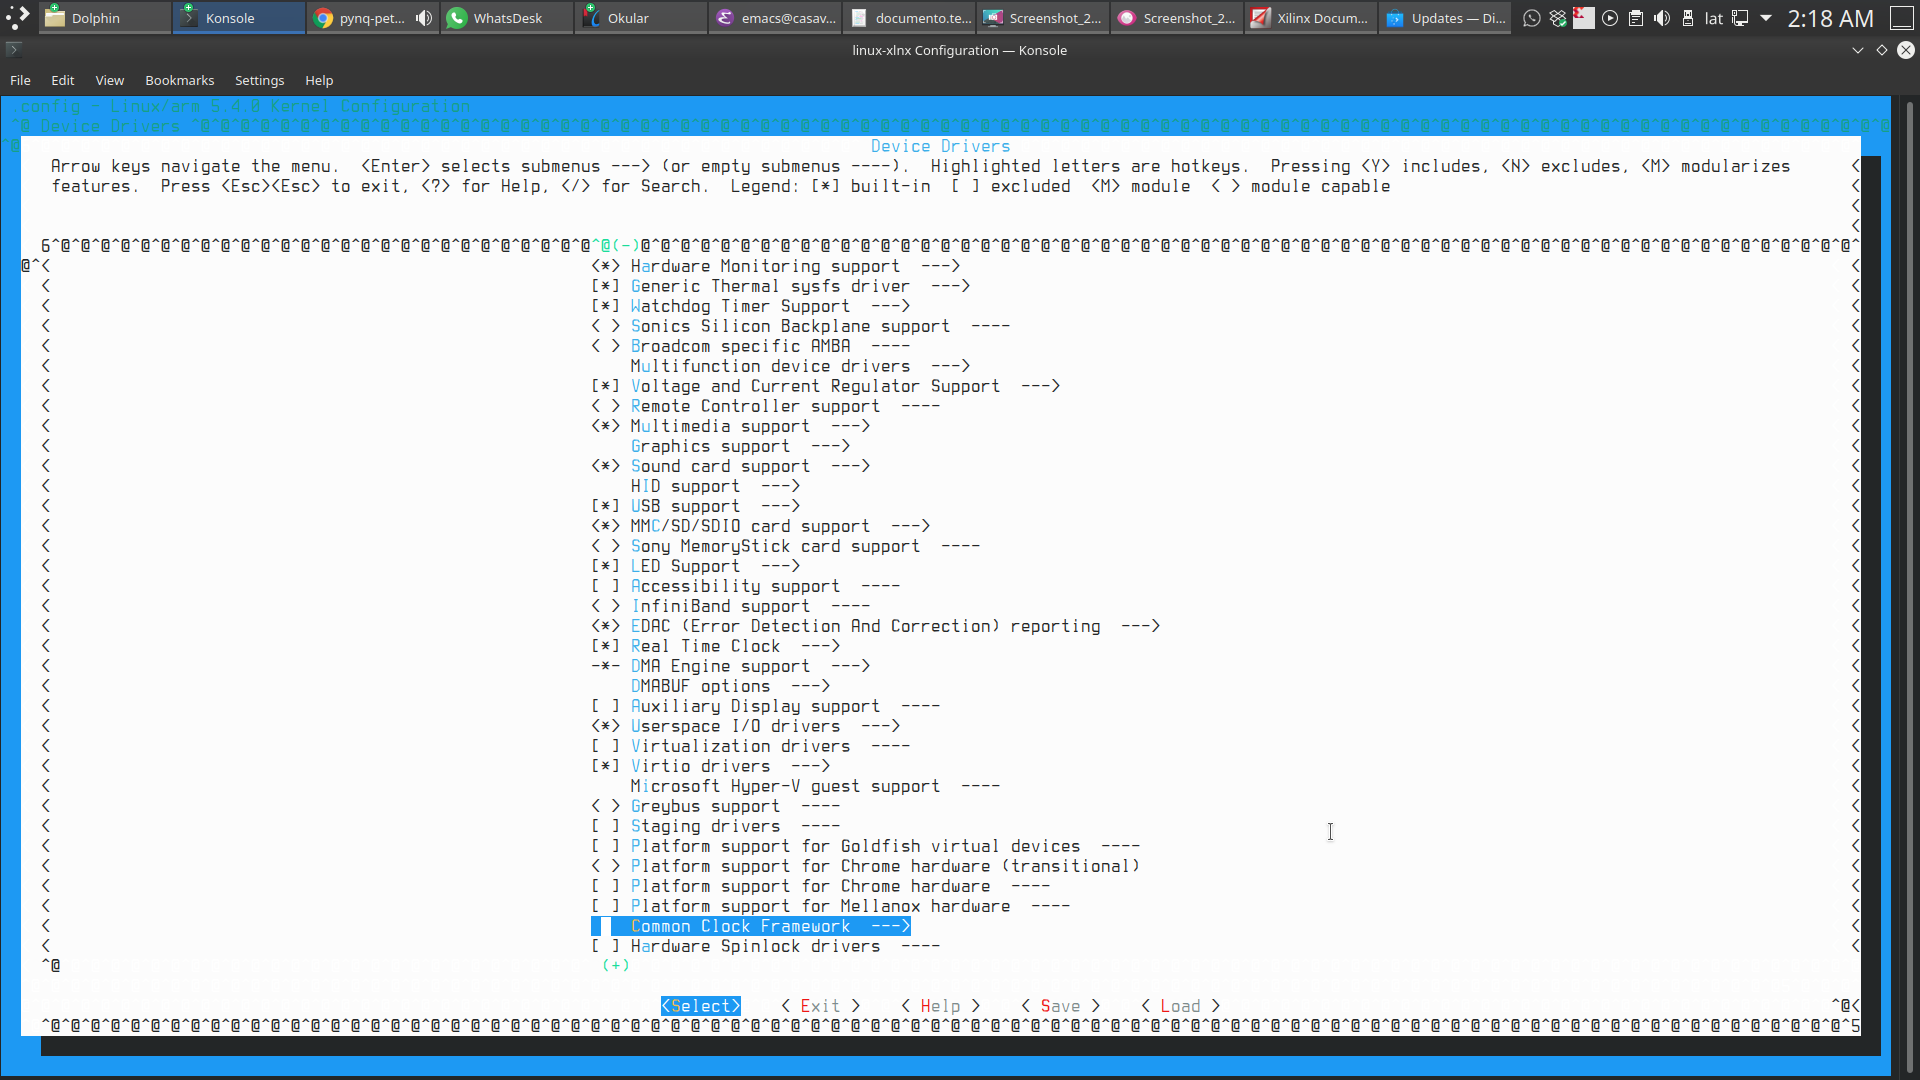 Dolphin Konsole pynq-pet... WhatsDesk Okular emacs@casav... documento.te... Screenshot_2... Screenshot_2... Xilinx Docum... Updates — Di... lat 2:18 AM
linux-xlnx Configuration — Konsole
File Edit View Bookmarks Settings Help
.config - Linux/arm 5.4.0 Kernel Configuration
^@ Device Drivers
Device Drivers
Arrow keys navigate the menu. <Enter> selects submenus ---> (or empty submenus ----). Highlighted letters are hotkeys. Pressing <Y> includes, <N> excludes, <M> modularizes
features. Press <Esc><Esc> to exit, <?> for Help, </> for Search. Legend: [*] built-in [ ] excluded <M> module < > module capable
^@(-)
<*> Hardware Monitoring support --->
[*] Generic Thermal sysfs driver --->
[*] Watchdog Timer Support --->
< > Sonics Silicon Backplane support ----
< > Broadcom specific AMBA ----
Multifunction device drivers --->
[*] Voltage and Current Regulator Support --->
< > Remote Controller support ----
<*> Multimedia support --->
Graphics support --->
<*> Sound card support --->
HID support --->
[*] USB support --->
<*> MMC/SD/SDIO card support --->
< > Sony MemoryStick card support ----
[*] LED Support --->
[ ] Accessibility support ----
< > InfiniBand support ----
<*> EDAC (Error Detection And Correction) reporting --->
[*] Real Time Clock --->
-*- DMA Engine support --->
DMABUF options --->
[ ] Auxiliary Display support ----
<*> Userspace I/O drivers --->
[ ] Virtualization drivers ----
[*] Virtio drivers --->
Microsoft Hyper-V guest support ----
< > Greybus support ----
[ ] Staging drivers ----
[ ] Platform support for Goldfish virtual devices ----
< > Platform support for Chrome hardware (transitional)
[ ] Platform support for Chrome hardware ----
[ ] Platform support for Mellanox hardware ----
Common Clock Framework --->
[ ] Hardware Spinlock drivers ----
^@ (+)
<Select> < Exit > < Help > < Save > < Load >